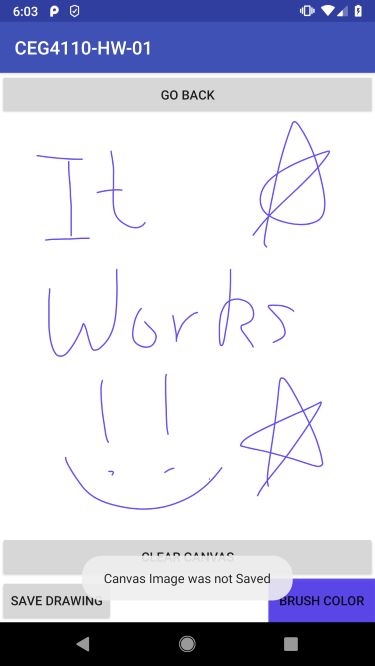 6:03
CEG4110-HW-01
GO BACK
It
Works
!!
CLEAR CANVAS
Canvas Image was not Saved
SAVE DRAWING
BRUSH COLOR